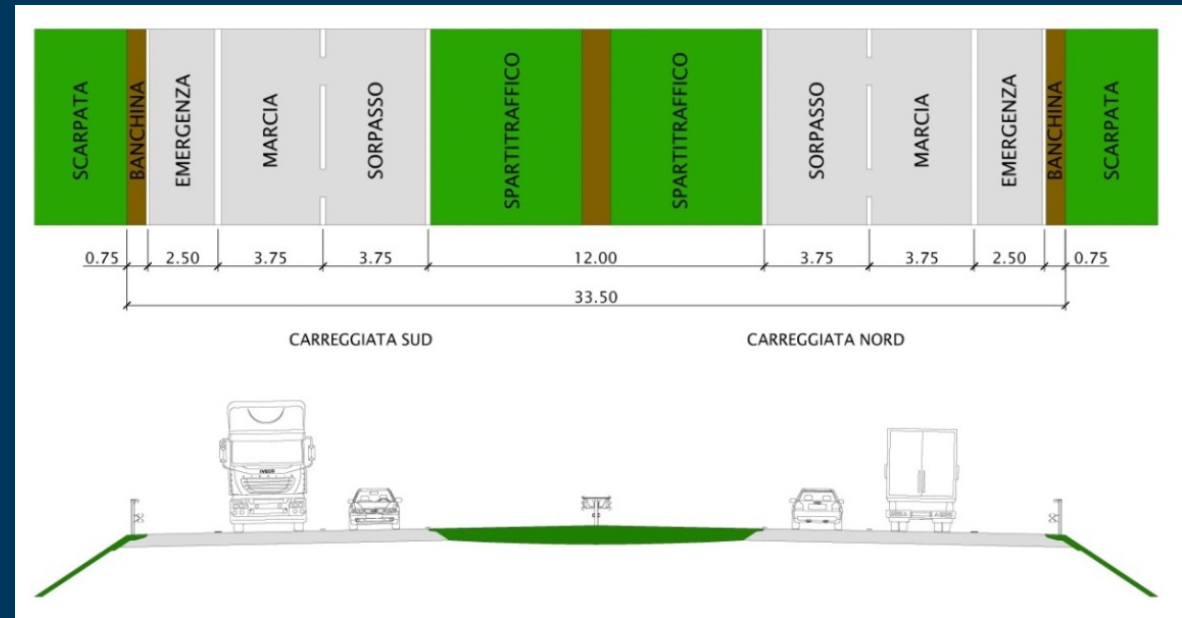 SCARPATA
BANCHINA
EMERGENZA
MARCIA
SORPASSO
SPARTITRAFFICO
SPARTITRAFFICO
SORPASSO
MARCIA
EMERGENZA
BANCHINA
SCARPATA
0.75 2.50 3.75 3.75 12.00 3.75 3.75 2.50 0.75
33.50
CARREGGIATA SUD CARREGGIATA NORD
IVECO